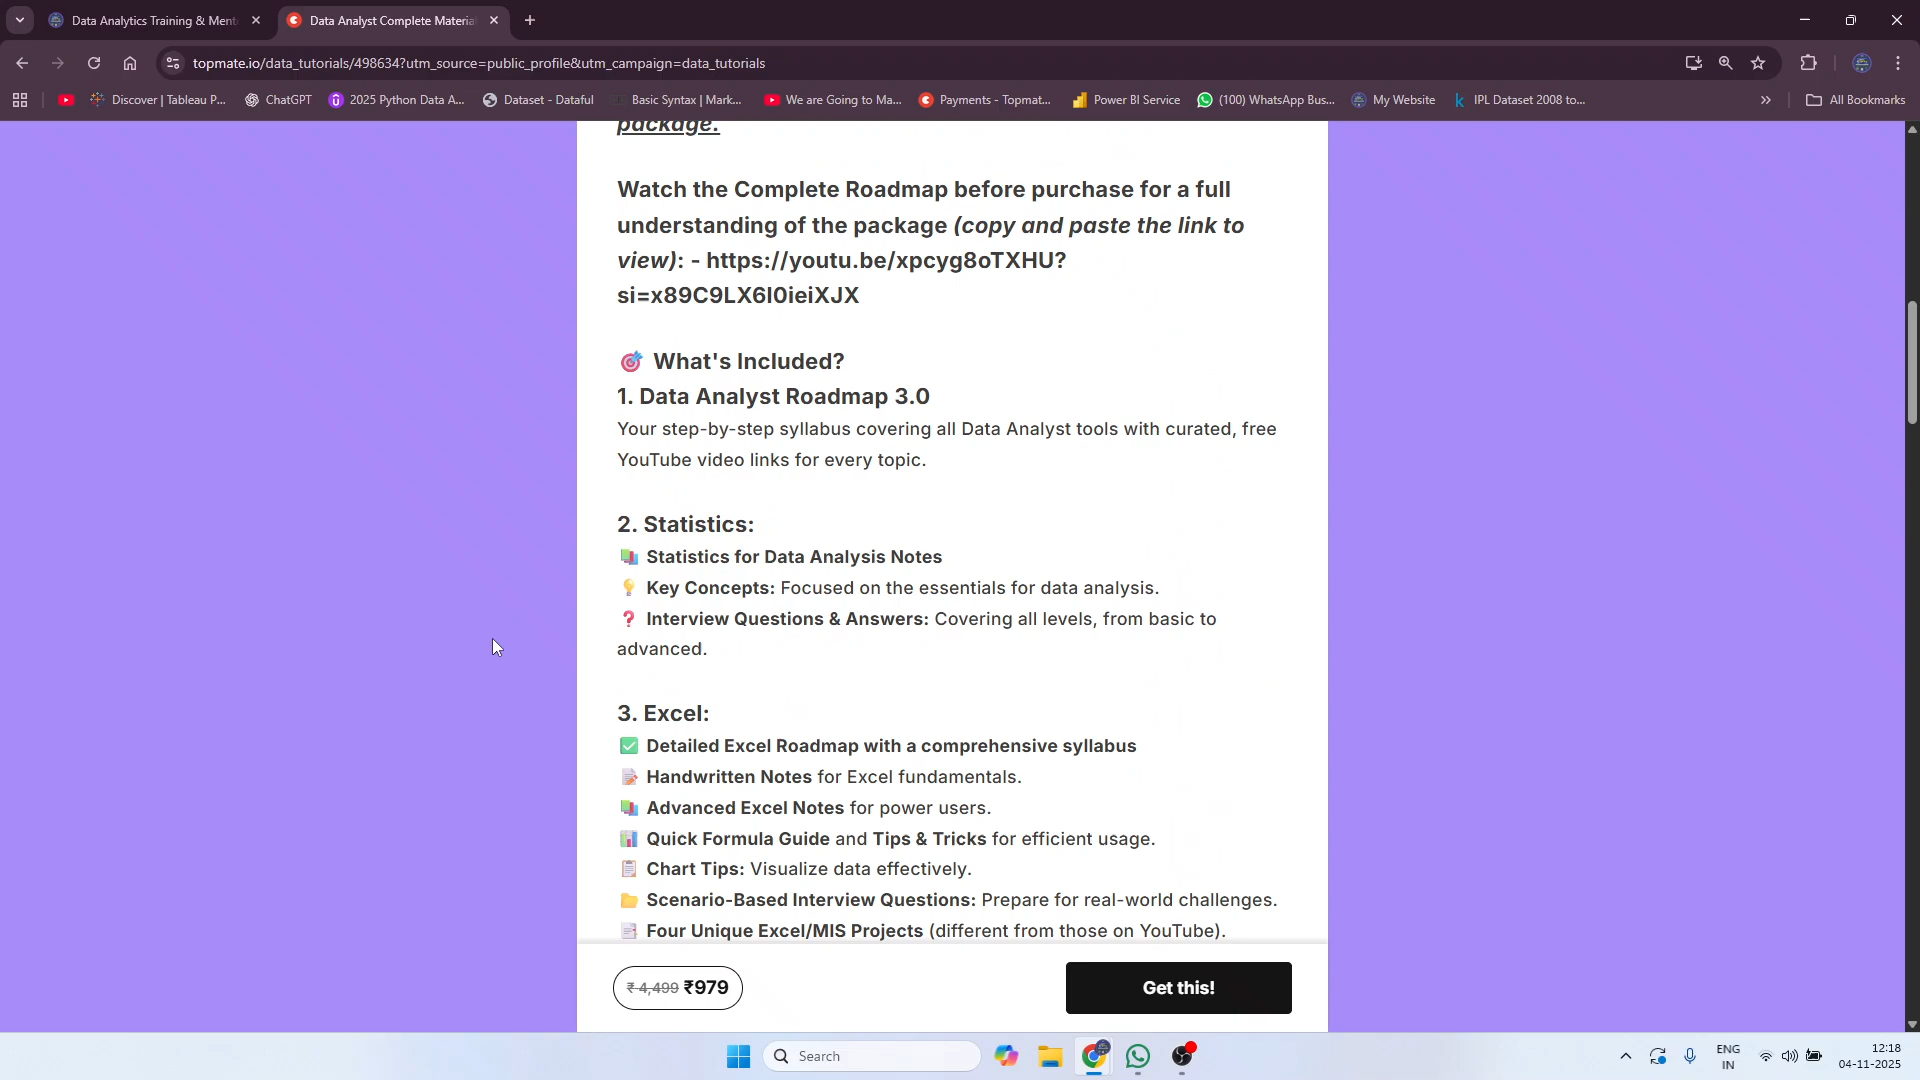 Data Analytics Training & Ment
Data Analyst Complete Materia
topmate.io/data_tutorials/498634?utm_source=public_profile&utm_campaign=data_tutorials
Discover | Tableau P...
ChatGPT
2025 Python Data A...
Dataset - Dataful
Basic Syntax | Mark...
We are Going to Ma...
Payments - Topmat...
Power BI Service
(100) WhatsApp Bus...
My Website
IPL Dataset 2008 to...
All Bookmarks
package.
Watch the Complete Roadmap before purchase for a full
understanding of the package (copy and paste the link to
view): - https://youtu.be/xpcyg8oTXHU?
si=x89C9LX6I0ieiXJX
🎯 What's Included?
1. Data Analyst Roadmap 3.0
Your step-by-step syllabus covering all Data Analyst tools with curated, free
YouTube video links for every topic.
2. Statistics:
📚 Statistics for Data Analysis Notes
💡 Key Concepts: Focused on the essentials for data analysis.
❓ Interview Questions & Answers: Covering all levels, from basic to
advanced.
3. Excel:
✅ Detailed Excel Roadmap with a comprehensive syllabus
📝 Handwritten Notes for Excel fundamentals.
📚 Advanced Excel Notes for power users.
📊 Quick Formula Guide and Tips & Tricks for efficient usage.
📋 Chart Tips: Visualize data effectively.
📁 Scenario-Based Interview Questions: Prepare for real-world challenges.
📑 Four Unique Excel/MIS Projects (different from those on YouTube).
₹ 4,499 ₹979
Get this!
Search
ENG
IN
12:18
04-11-2025